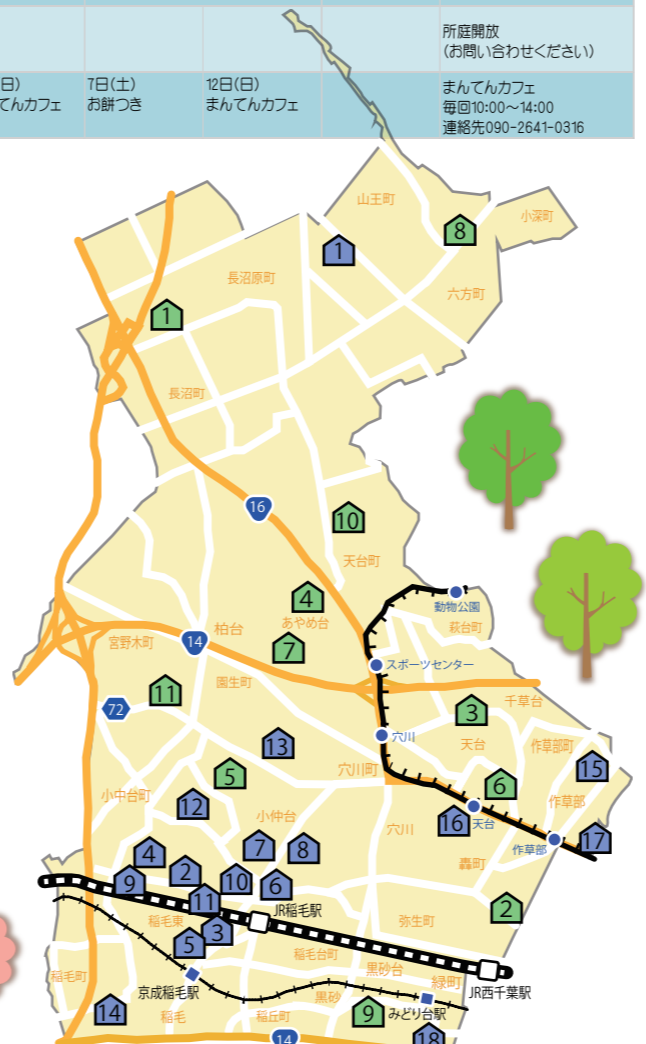 所庭開放
(お問い合わせください)
日)
てんカフェ
7日(土)
お餅つき
12日(日)
まんてんカフェ
まんてんカフェ
毎回10:00〜14:00
連絡先090-2641-0316
山王町
小深町
8
1
長沼原町
六方町
1
長沼町
16
10
天台町
4
あやめ台
動物公園
萩台町
柏台
宮野木町
14
7
スポーツセンター
園生町
11
千草台
72
3
穴川
天台
作草部町
13
穴川町
15
5
6
小中台町
12
小仲台
作草部
穴川
16
天台
17
作草部
4
7
8
轟町
9
2
10
6
11
JR稲毛駅
2
稲毛東
3
弥生町
5
稲毛台町
稲毛町
黒砂台
緑町
京成稲毛駅
JR西千葉駅
黒砂
14
稲毛
稲丘町
9
みどり台駅
14
18